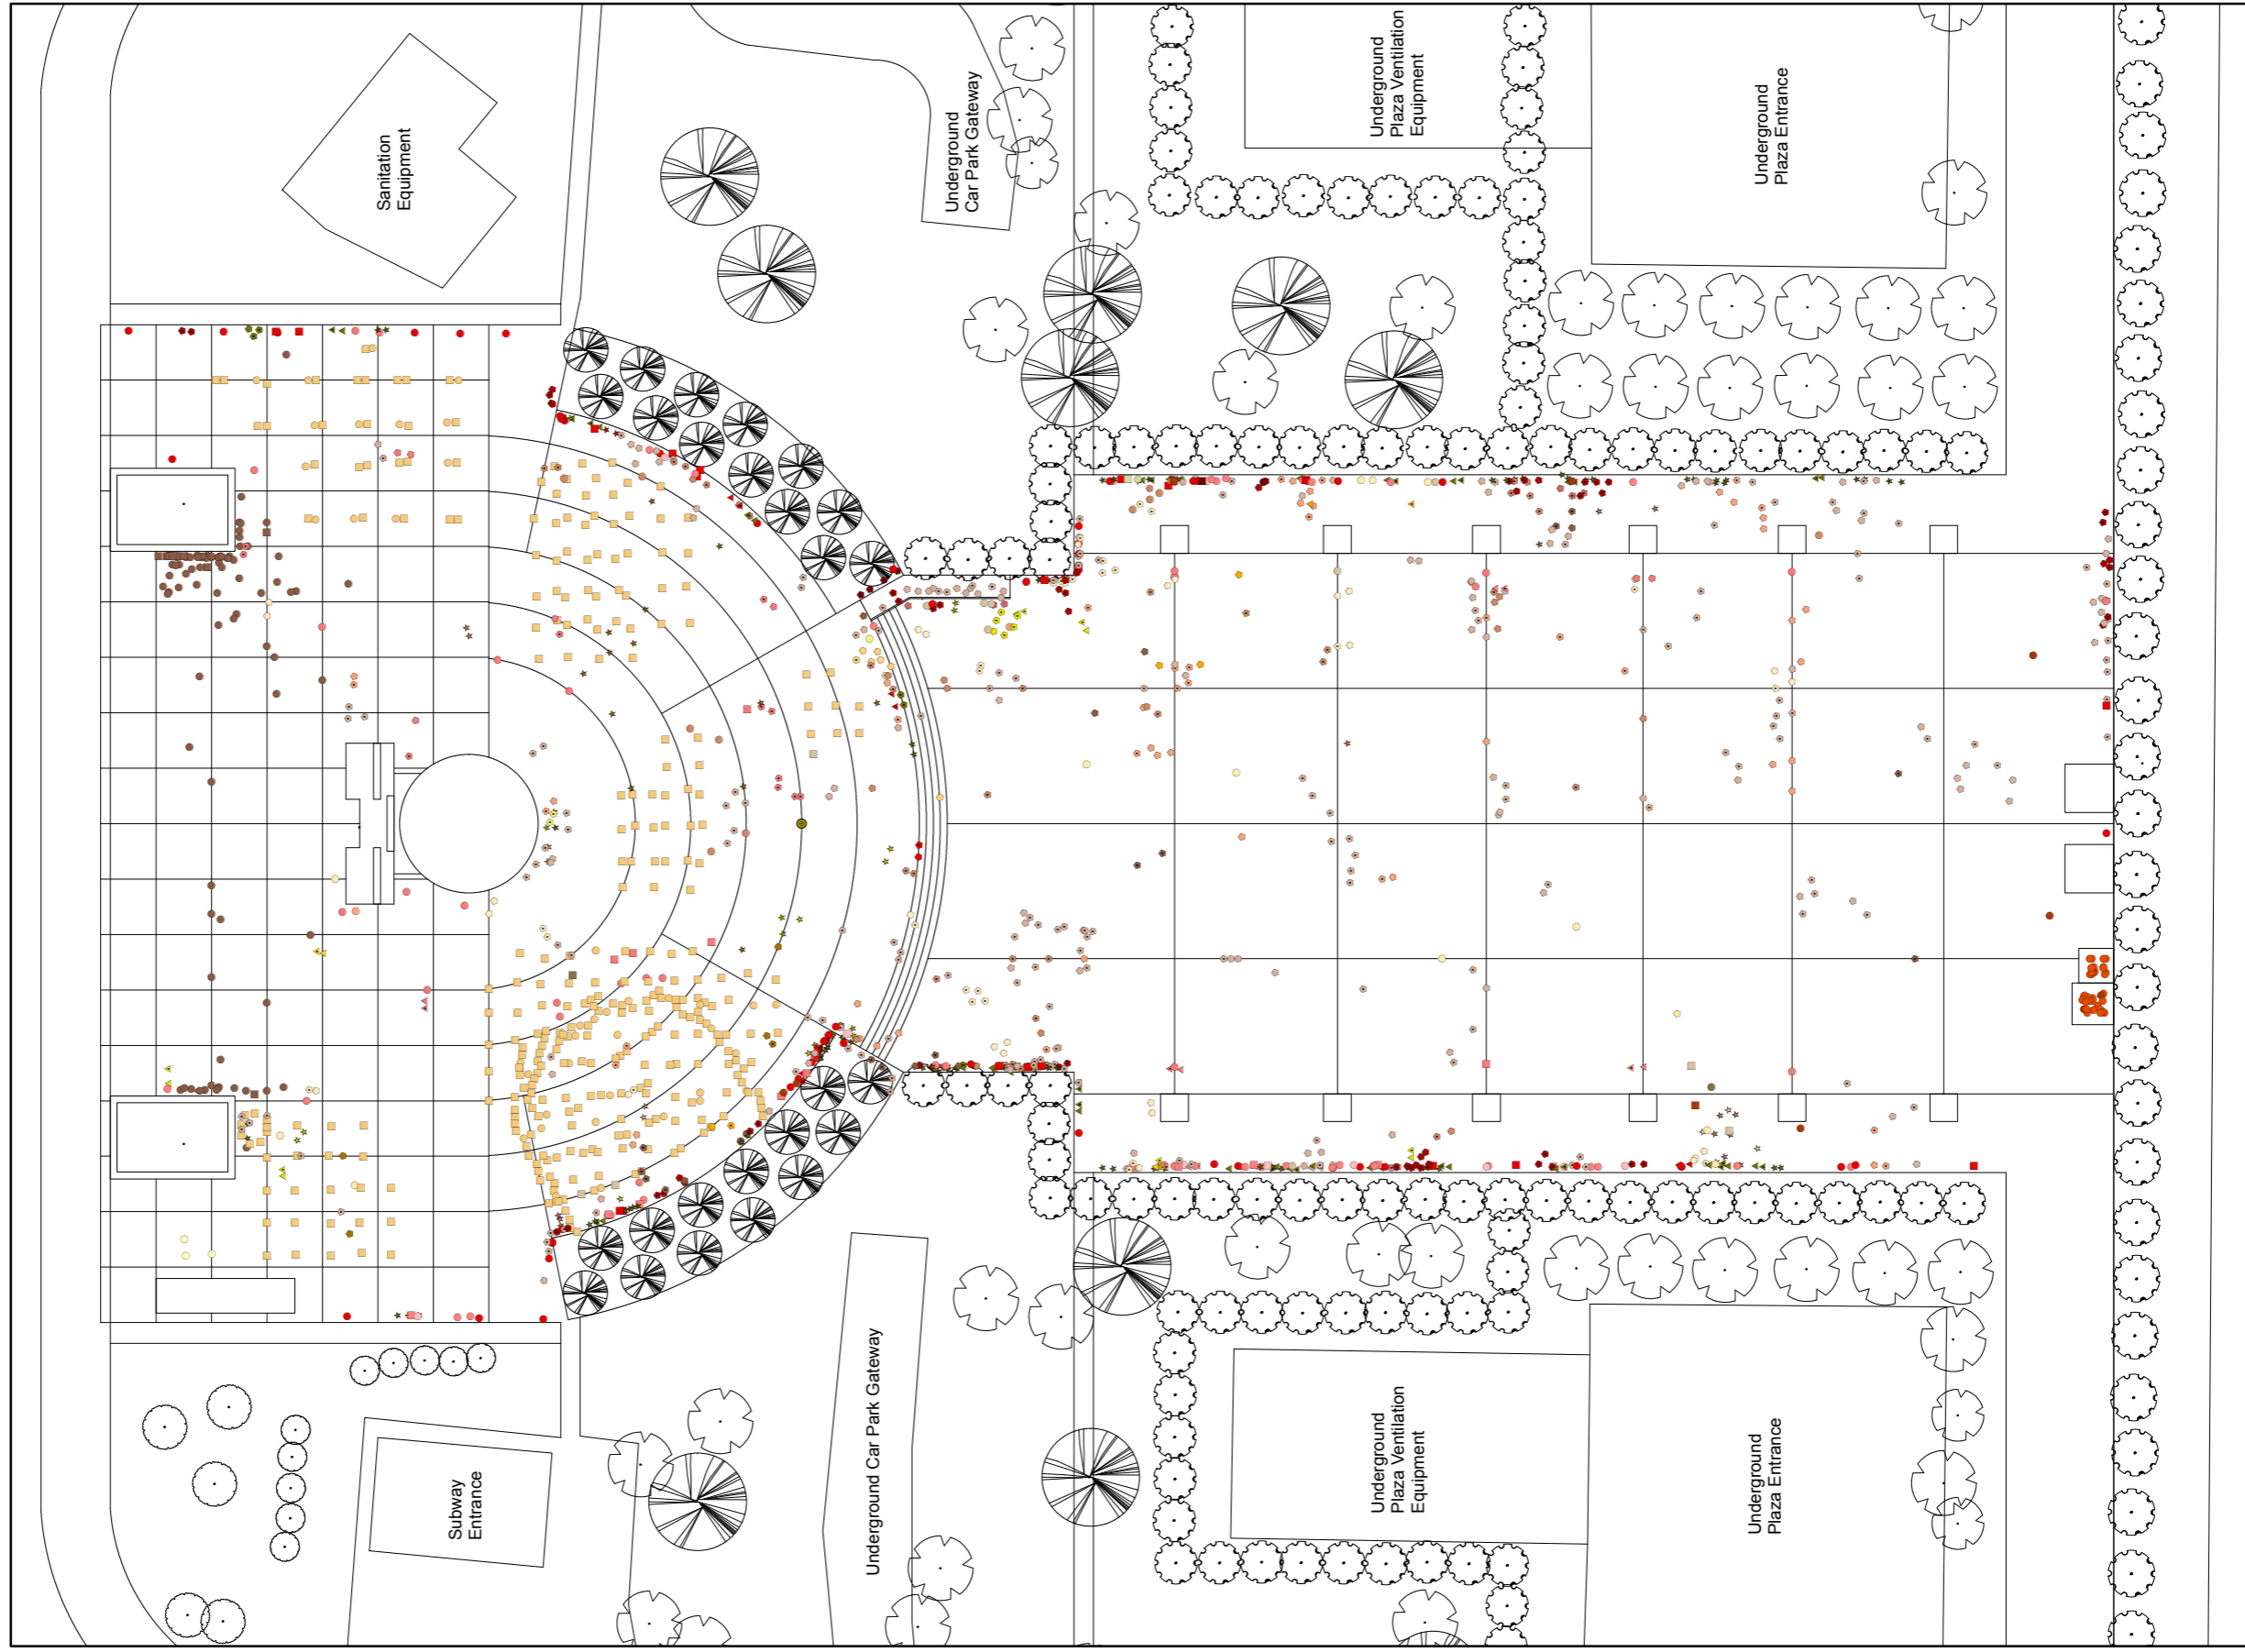 Sanitation
Equipment
Underground
Car Park Gateway
Underground
Plaza Ventilation
Equipment
Underground
Plaza Entrance
Subway
Entrance
Underground Car Park Gateway
Underground
Plaza Ventilation
Equipment
Underground
Plaza Entrance